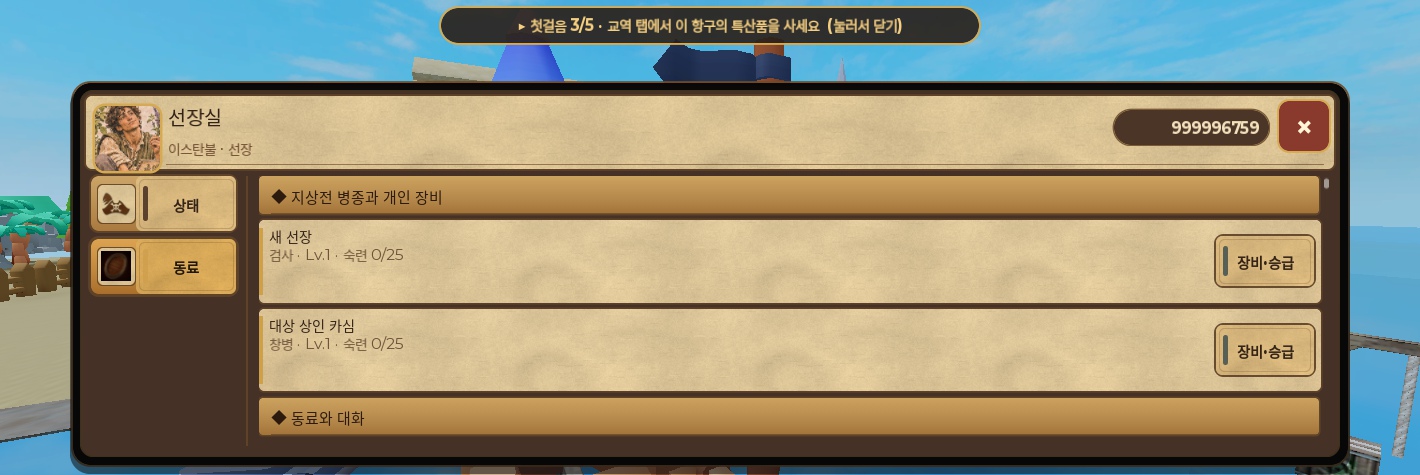 ▸ 첫걸음 3/5 · 교역 탭에서 이 항구의 특산품을 사세요 (눌러서 닫기)
선장실
이스탄불 · 선장
999996759
×
상태
동료
◆ 지상전 병종과 개인 장비
새 선장
검사 · Lv.1 · 숙련 0/25
장비·승급
대상 상인 카심
창병 · Lv.1 · 숙련 0/25
장비·승급
◆ 동료와 대화